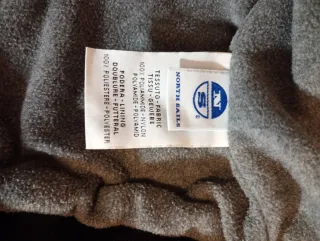 N
S
NORTH SAILS
TESSUTO-FABRIC
TISSU-GEWEBE
100% POLIAMMIDE-NYLON
POLYAMIDE-POLYAMID
FODERA-LINING
DOUBLURE-FUTTERAL
100% POLIESTERE-POLYESTER